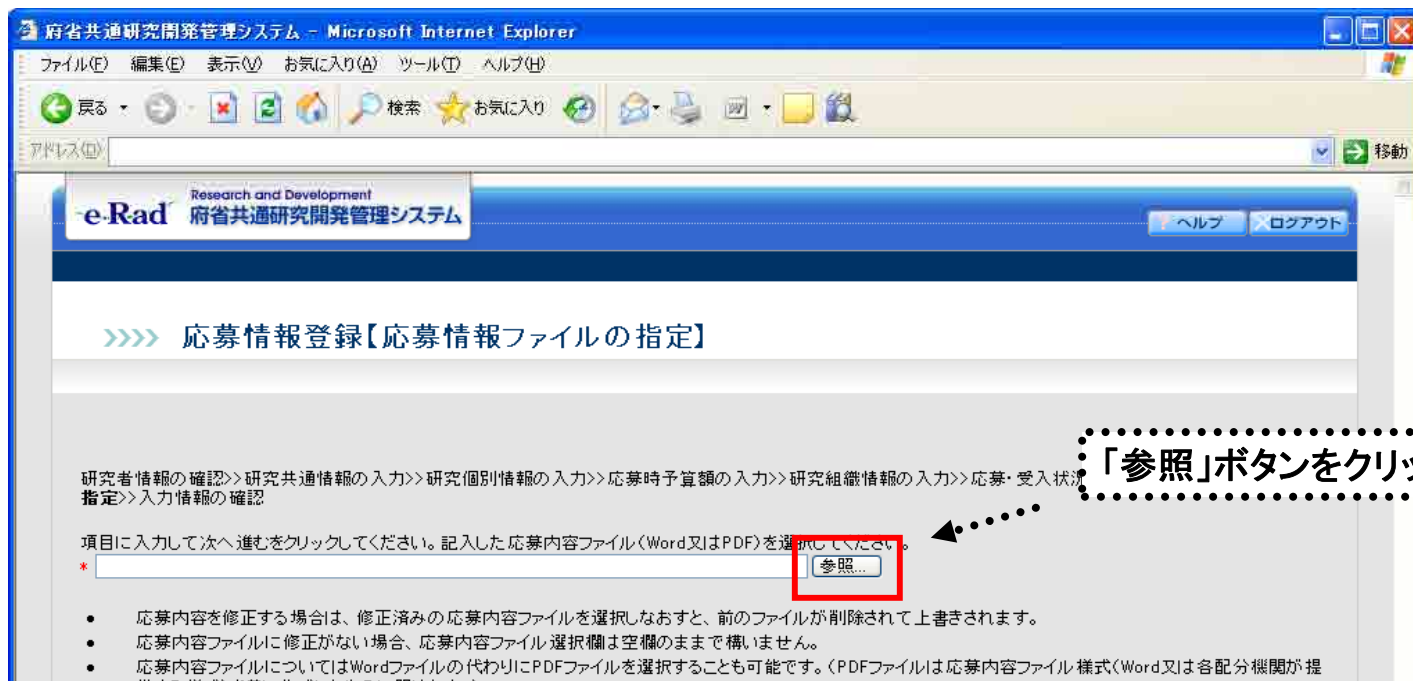 府省共通研究開発管理システム - Microsoft Internet Explorer
ファイル(F) 編集(E) 表示(V) お気に入り(A) ツール(T) ヘルプ(H)
戻る 検索 お気に入り
アドレス(D) 移動
Research and Development
e-Rad 府省共通研究開発管理システム
ヘルプ ログアウト
>>>> 応募情報登録【応募情報ファイルの指定】
「参照」ボタンをクリッ
研究者情報の確認>>研究共通情報の入力>>研究個別情報の入力>>応募時予算額の入力>>研究組織情報の入力>>応募・受入状況
指定>>入力情報の確認
項目に入力して次へ進むをクリックしてください。記入した応募内容ファイル(Word又はPDF)を選択してください。
* 参照...
• 応募内容を修正する場合は、修正済みの応募内容ファイルを選択しなおすと、前のファイルが削除されて上書きされます。
• 応募内容ファイルに修正がない場合、応募内容ファイル選択欄は空欄のままで構いません。
• 応募内容ファイルについてはWordファイルの代わりにPDFファイルを選択することも可能です。(PDFファイルは応募内容ファイル様式(Word又は各配分機関が提